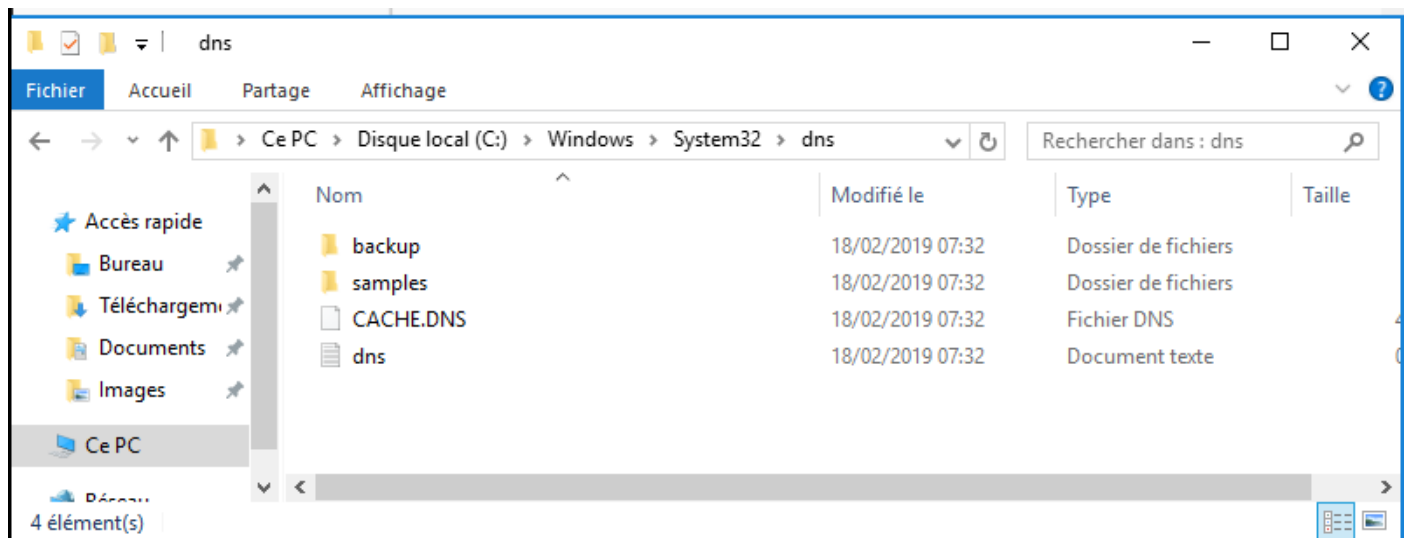 dns
Fichier Accueil Partage Affichage
Ce PC > Disque local (C:) > Windows > System32 > dns Rechercher dans : dns
Nom Modifié le Type Taille
Accès rapide
Bureau
Téléchargem
Documents
Images
Ce PC
Réseau
backup 18/02/2019 07:32 Dossier de fichiers
samples 18/02/2019 07:32 Dossier de fichiers
CACHE.DNS 18/02/2019 07:32 Fichier DNS
dns 18/02/2019 07:32 Document texte
4 élément(s)